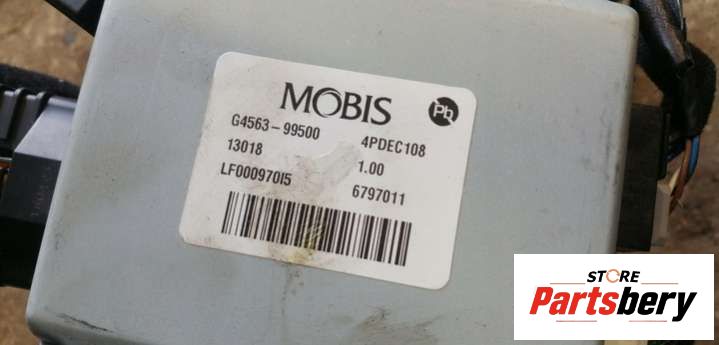 MOBIS
Pb
G4563-99500 4PDEC108
13018 1.00
LF00097015 6797011
STORE
Partsbery